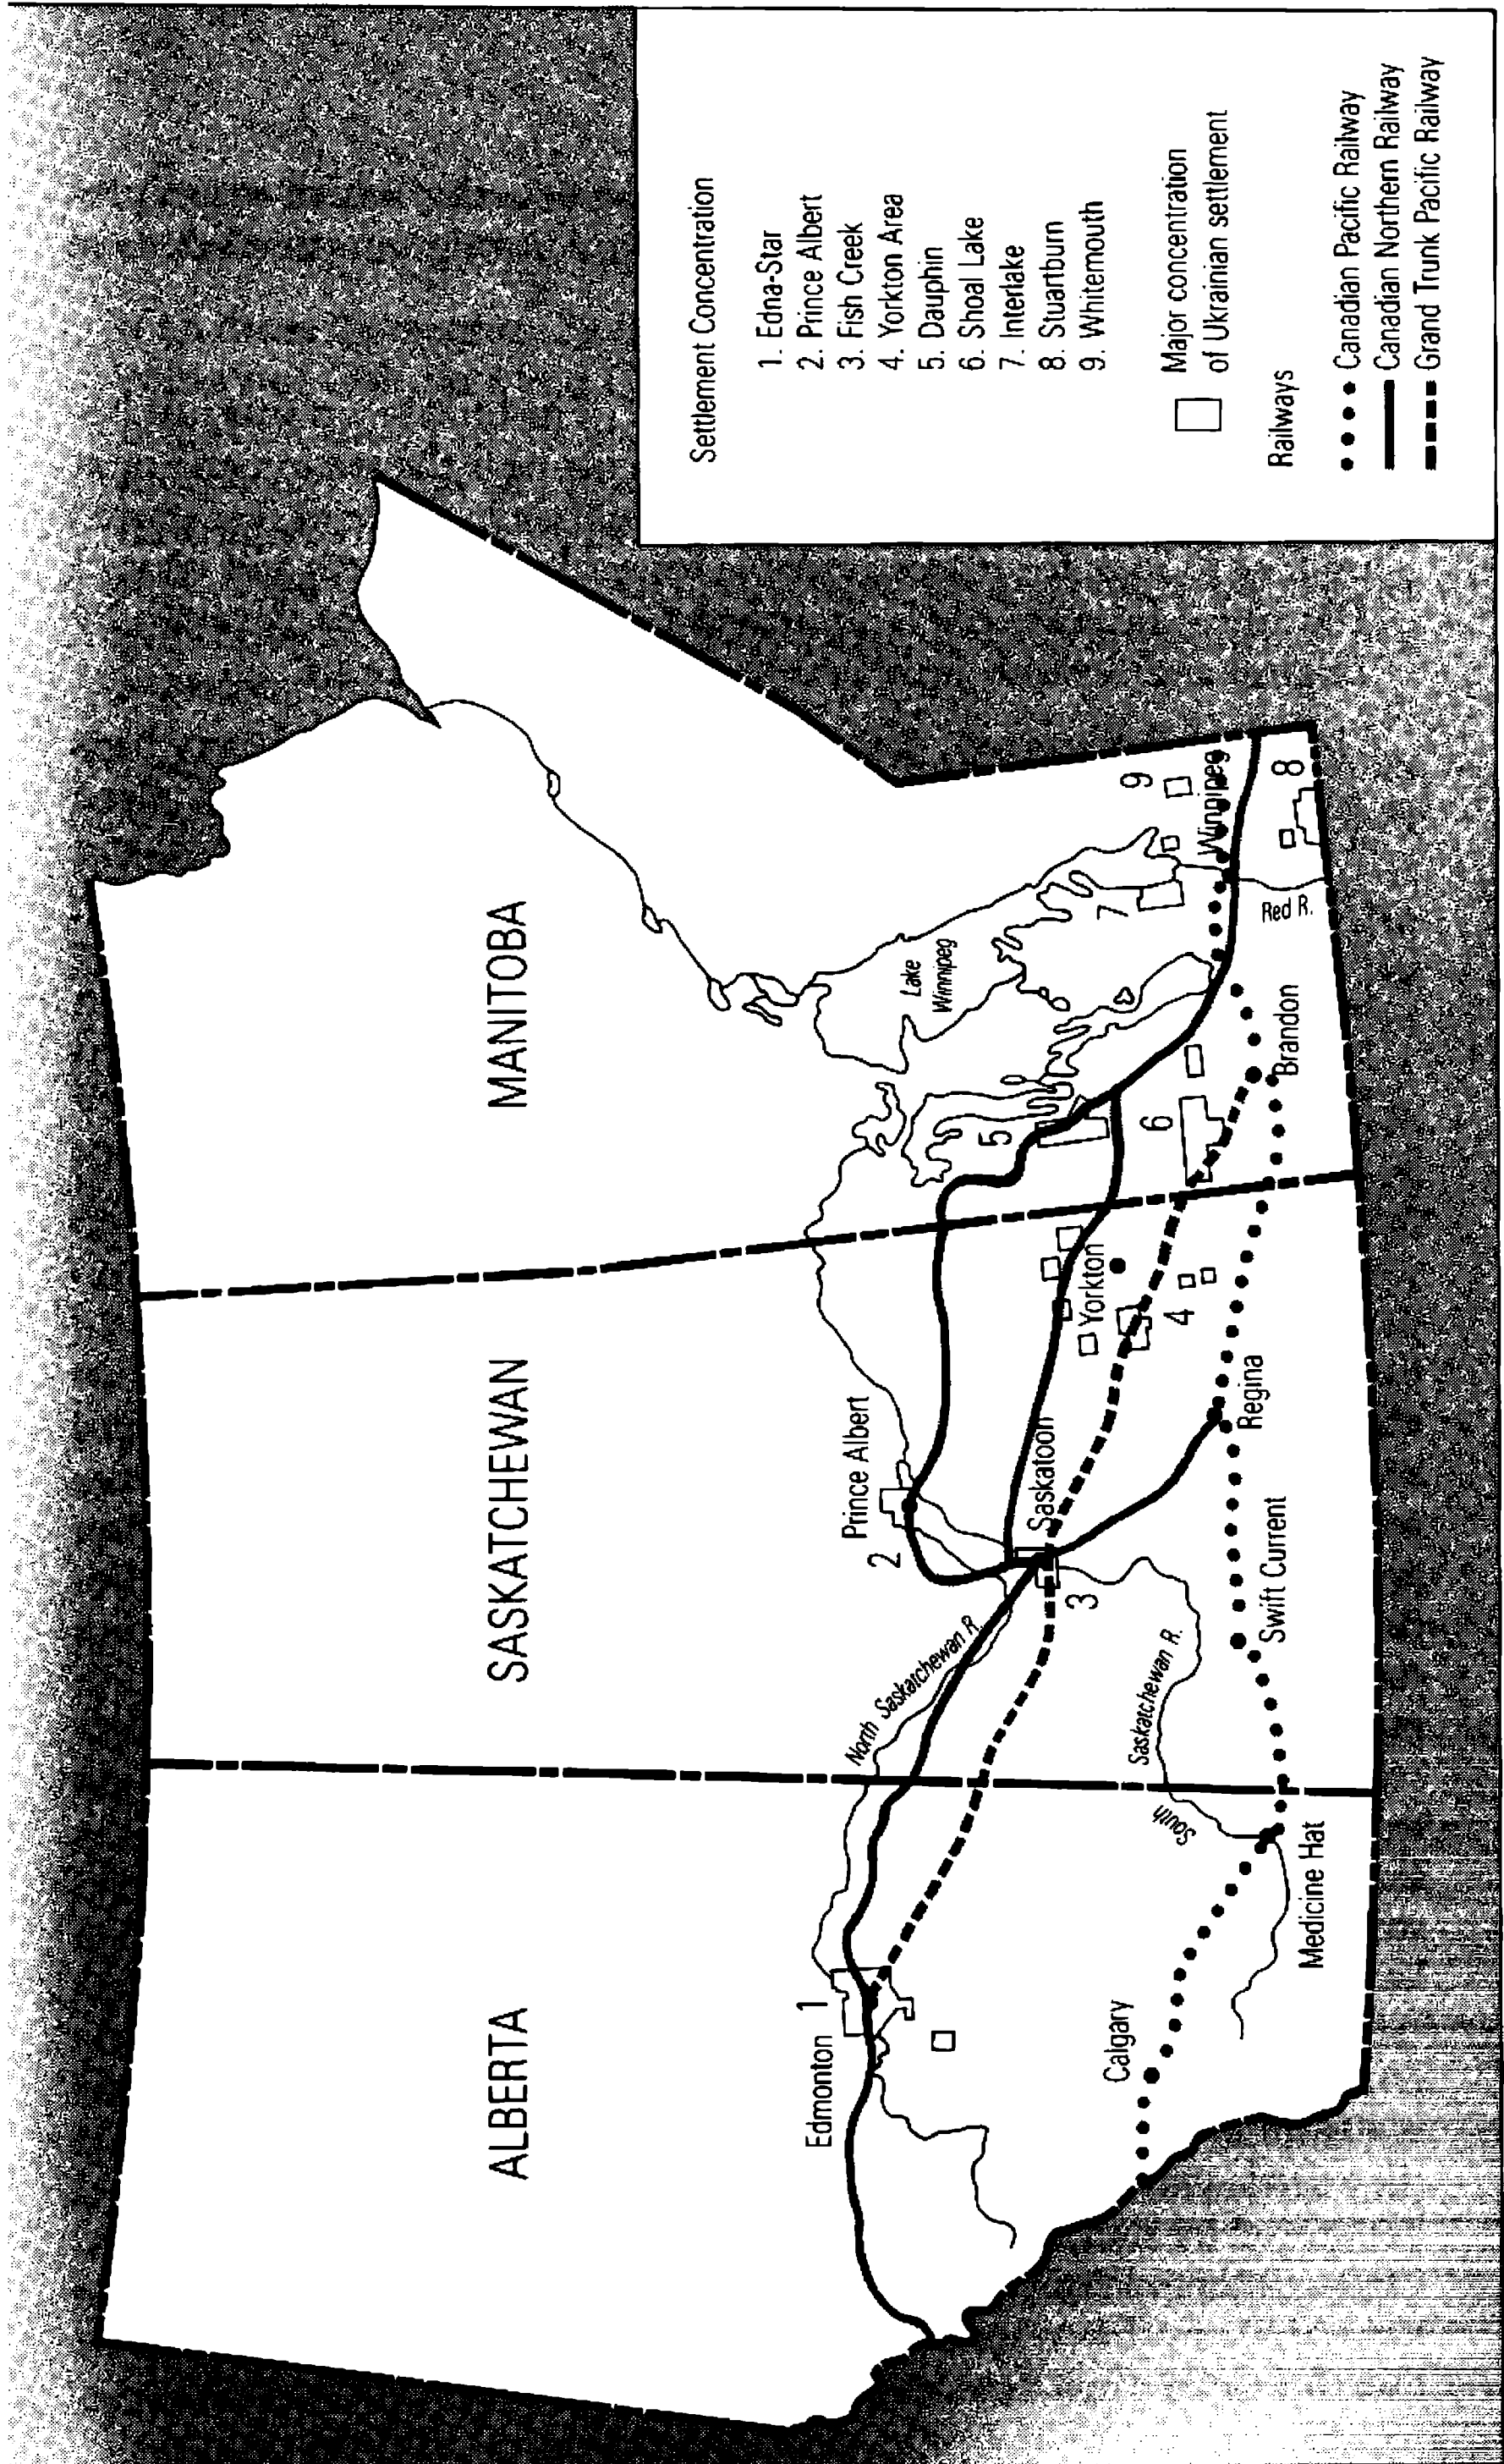 ALBERTA
SASKATCHEWAN
MANITOBA
Edmonton
1
Calgary
Medicine Hat
North Saskatchewan R.
South
Saskatchewan R.
Prince Albert
2
Saskatoon
3
Swift Current
Regina
Yorkton
4
5
6
Brandon
Lake
Winnipeg
7
Red R.
Winnipeg
9
8
Settlement Concentration
1. Edna-Star
2. Prince Albert
3. Fish Creek
4. Yorkton Area
5. Dauphin
6. Shoal Lake
7. Interlake
8. Stuartburn
9. Whitemouth
Major concentration
of Ukrainian settlement
Railways
Canadian Pacific Railway
Canadian Northern Railway
Grand Trunk Pacific Railway